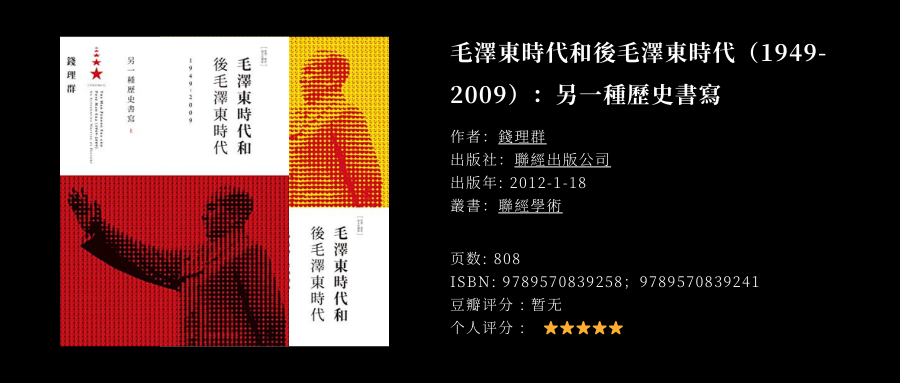 錢理群
另一種歷史書寫
上
1949-2009
毛澤東時代和
後毛澤東時代
毛澤東時代和
後毛澤東時代
毛澤東時代和後毛澤東時代（1949-
2009）：另一種歷史書寫
作者：錢理群
出版社：聯經出版公司
出版年: 2012-1-18
叢書：聯經學術
页数: 808
ISBN: 9789570839258；9789570839241
豆瓣评分：暂无
个人评分：